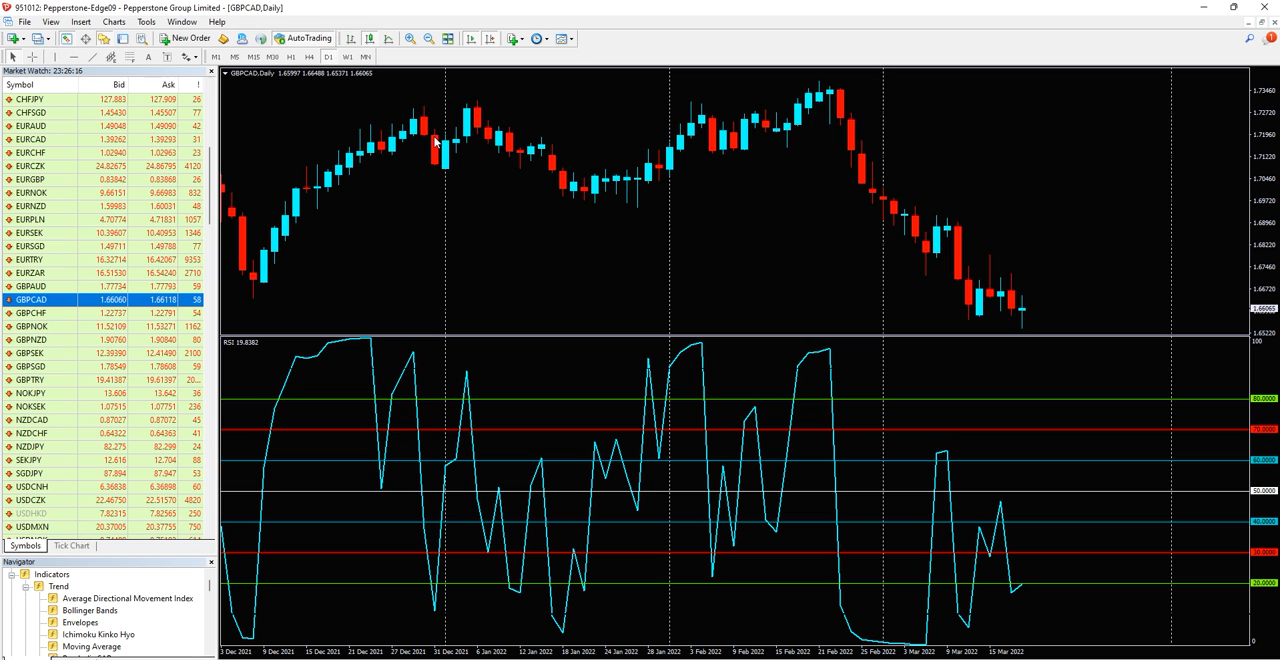 951012: Pepperstone-Edge09 - Pepperstone Group Limited - [GBPCAD,Daily]
File View Insert Charts Tools Window Help
New Order AutoTrading 1
A T M1 M5 M15 M30 H1 H4 D1 W1 MN
Market Watch: 23:26:16
Symbol Bid Ask !
CHFJPY 127.883 127.909 26
CHFSGD 1.45430 1.45507 77
EURAUD 1.49048 1.49090 42
EURCAD 1.39262 1.39293 31
EURCHF 1.02940 1.02963 23
EURCZK 24.82675 24.86795 4120
EURGBP 0.83842 0.83868 26
EURNOK 9.66151 9.66983 832
EURNZD 1.59983 1.60031 48
EURPLN 4.70774 4.71831 1057
EURSEK 10.39607 10.40953 1346
EURSGD 1.49711 1.49788 77
EURTRY 16.32714 16.42067 9353
EURZAR 16.51530 16.54240 2710
GBPAUD 1.77734 1.77793 59
GBPCAD 1.66060 1.66118 58
GBPCHF 1.22737 1.22791 54
GBPNOK 11.52109 11.53271 1162
GBPNZD 1.90760 1.90840 80
GBPSEK 12.39390 12.41490 2100
GBPSGD 1.78549 1.78608 59
GBPTRY 19.41387 19.61397 20...
NOKJPY 13.606 13.642 36
NOKSEK 1.07515 1.07751 236
NZDCAD 0.87027 0.87072 45
NZDCHF 0.64322 0.64363 41
NZDJPY 82.275 82.299 24
SEKJPY 12.616 12.704 88
SGDJPY 87.894 87.947 53
USDCNH 6.36838 6.36898 60
USDCZK 22.46750 22.51570 4820
USDHKD 7.82315 7.82565 250
USDMXN 20.37005 20.37755 750
Symbols Tick Chart
Navigator
Indicators
Trend
Average Directional Movement Index
Bollinger Bands
Envelopes
Ichimoku Kinko Hyo
Moving Average
GBPCAD,Daily 1.65997 1.66488 1.65371 1.66065
1.73460
1.72720
1.71960
1.71220
1.70460
1.69720
1.68960
1.68220
1.67460
1.66720
1.66065
1.65220
RSI 19.8382
100
80.0000
70.0000
60.0000
50.0000
40.0000
30.0000
20.0000
0
3 Dec 2021 9 Dec 2021 15 Dec 2021 21 Dec 2021 27 Dec 2021 31 Dec 2021 6 Jan 2022 12 Jan 2022 18 Jan 2022 24 Jan 2022 28 Jan 2022 3 Feb 2022 9 Feb 2022 15 Feb 2022 21 Feb 2022 25 Feb 2022 3 Mar 2022 9 Mar 2022 15 Mar 2022